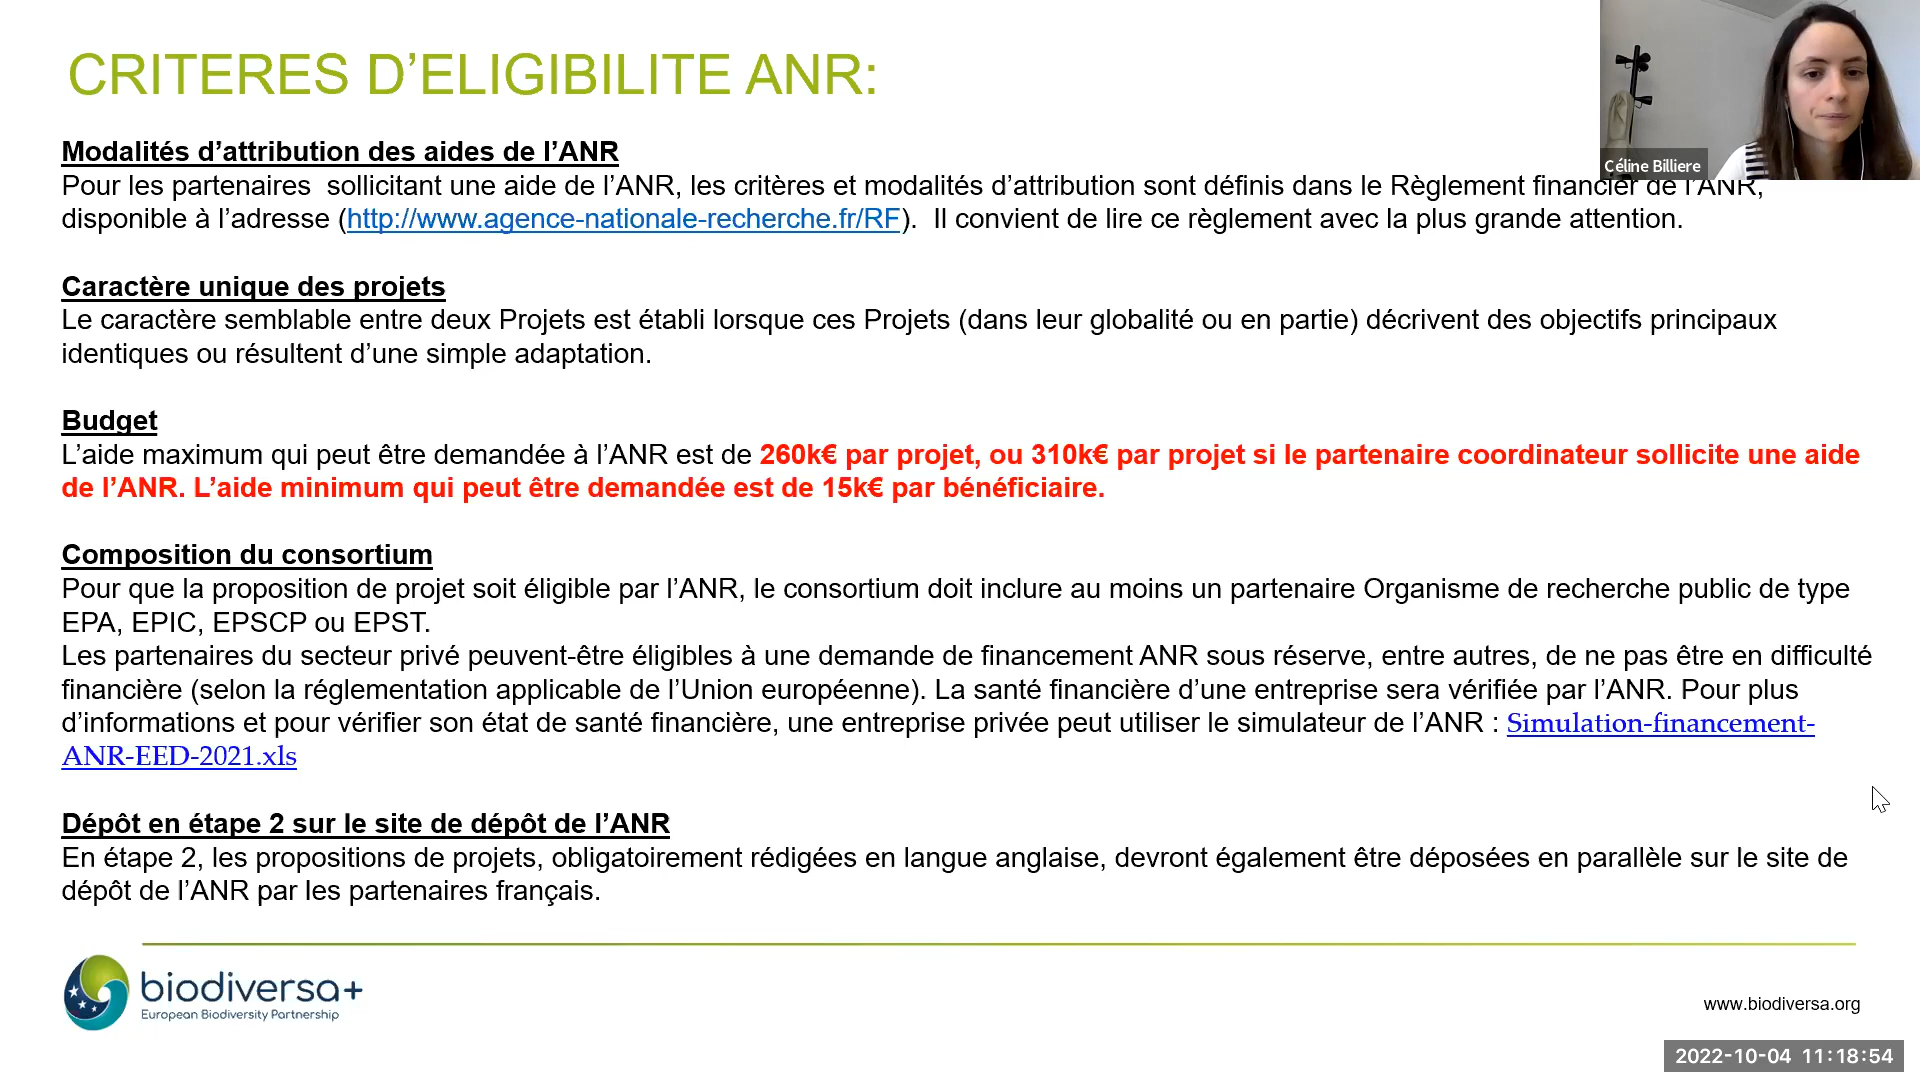 CRITERES D’ELIGIBILITE ANR:
Céline Billiere
Modalités d’attribution des aides de l’ANR
Pour les partenaires  sollicitant une aide de l’ANR, les critères et modalités d’attribution sont définis dans le Règlement financier de l’ANR,
disponible à l’adresse (http://www.agence-nationale-recherche.fr/RF).  Il convient de lire ce règlement avec la plus grande attention.
Caractère unique des projets
Le caractère semblable entre deux Projets est établi lorsque ces Projets (dans leur globalité ou en partie) décrivent des objectifs principaux
identiques ou résultent d’une simple adaptation.
Budget
L’aide maximum qui peut être demandée à l’ANR est de 260k€ par projet, ou 310k€ par projet si le partenaire coordinateur sollicite une aide
de l’ANR. L’aide minimum qui peut être demandée est de 15k€ par bénéficiaire.
Composition du consortium
Pour que la proposition de projet soit éligible par l’ANR, le consortium doit inclure au moins un partenaire Organisme de recherche public de type
EPA, EPIC, EPSCP ou EPST.
Les partenaires du secteur privé peuvent-être éligibles à une demande de financement ANR sous réserve, entre autres, de ne pas être en difficulté
financière (selon la réglementation applicable de l’Union européenne). La santé financière d’une entreprise sera vérifiée par l’ANR. Pour plus
d’informations et pour vérifier son état de santé financière, une entreprise privée peut utiliser le simulateur de l’ANR : Simulation-financement-
ANR-EED-2021.xls
Dépôt en étape 2 sur le site de dépôt de l’ANR
En étape 2, les propositions de projets, obligatoirement rédigées en langue anglaise, devront également être déposées en parallèle sur le site de
dépôt de l’ANR par les partenaires français.
biodiversa+
European Biodiversity Partnership
www.biodiversa.org
2022-10-04 11:18:54